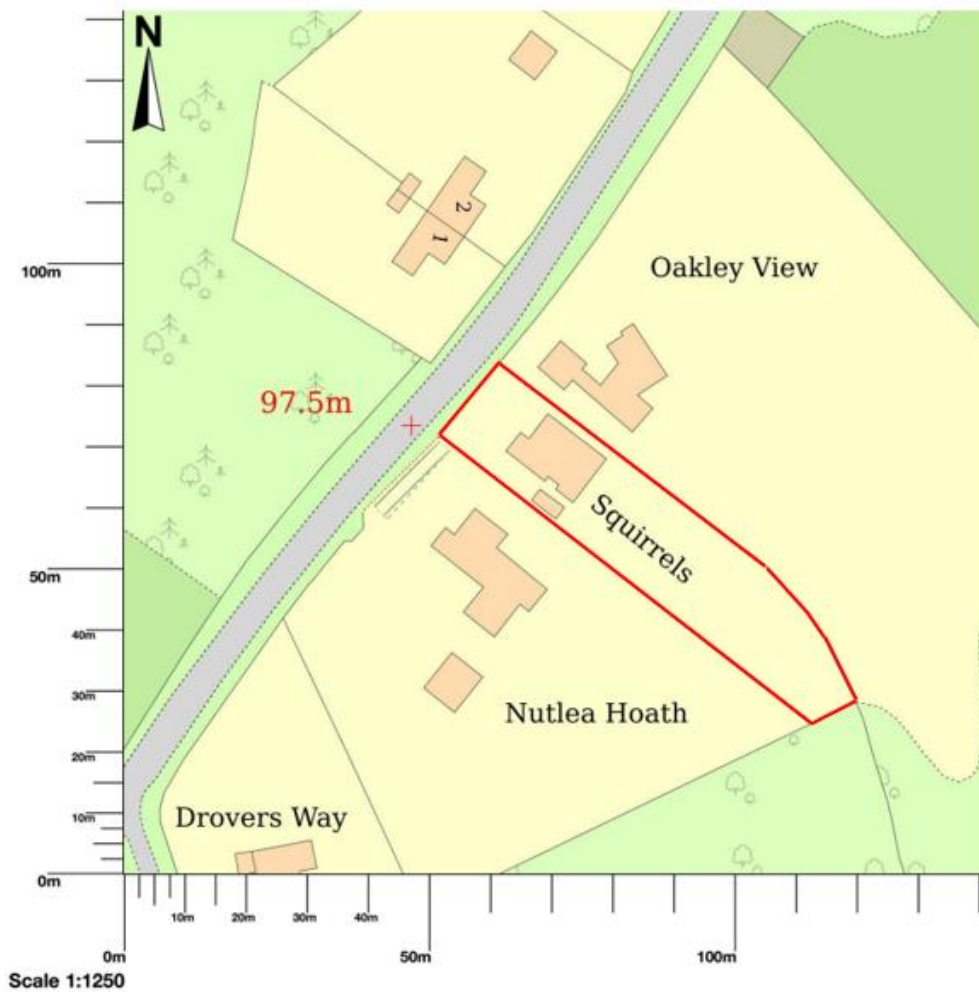 N
2
1
100m
Oakley View
97.5m
Squirrels
50m
40m
30m
Nutlea Hoath
20m
10m
Drovers Way
0m
10m 20m 30m 40m
0m 50m 100m
Scale 1:1250